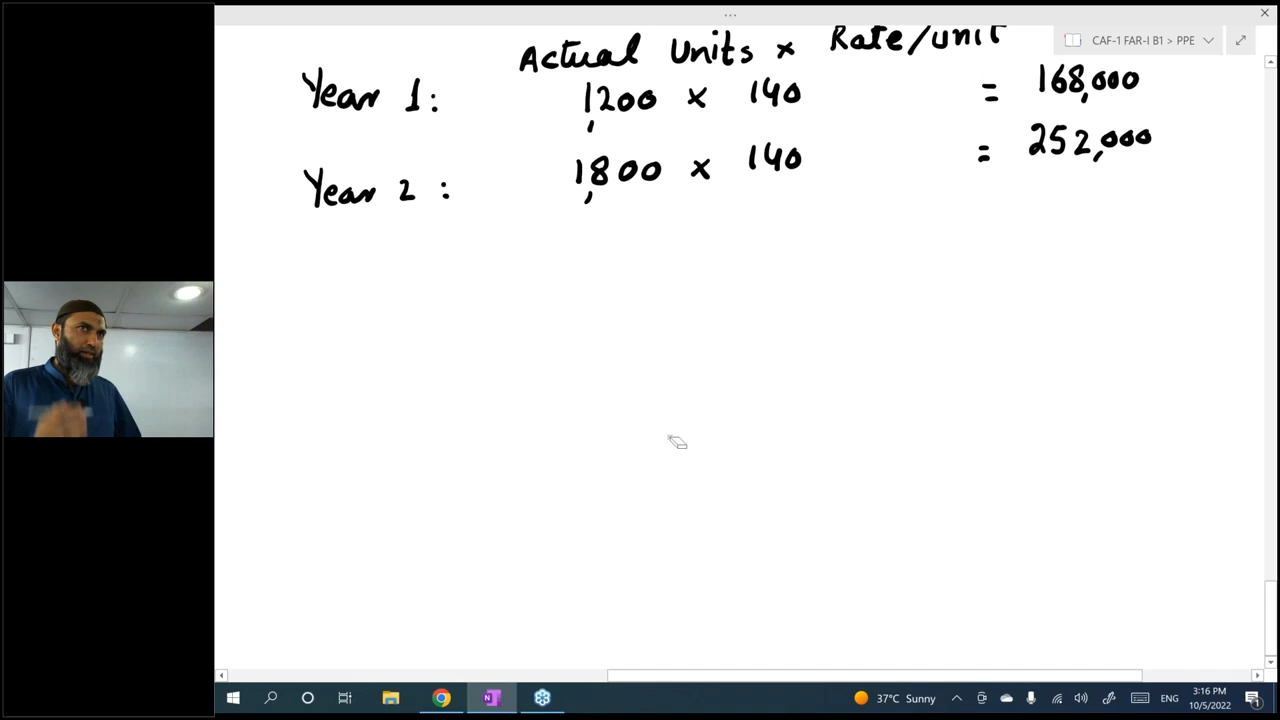 CAF-1 FAR-I B1 > PPE
Actual Units × Rate/unit
Year 1: 1,200 × 140 = 168,000
Year 2 : 1,800 × 140 = 252,000
37°C Sunny
ENG
3:16 PM
10/5/2022
1